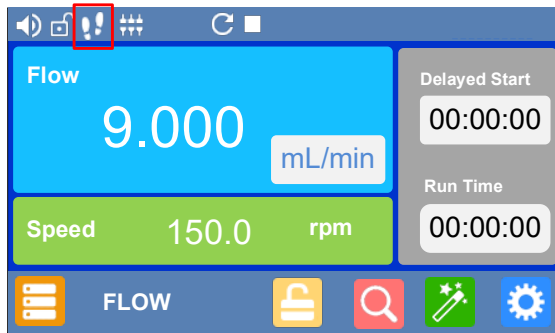 Flow
9.000
mL/min
Speed 150.0 rpm
Delayed Start
00:00:00
Run Time
00:00:00
FLOW